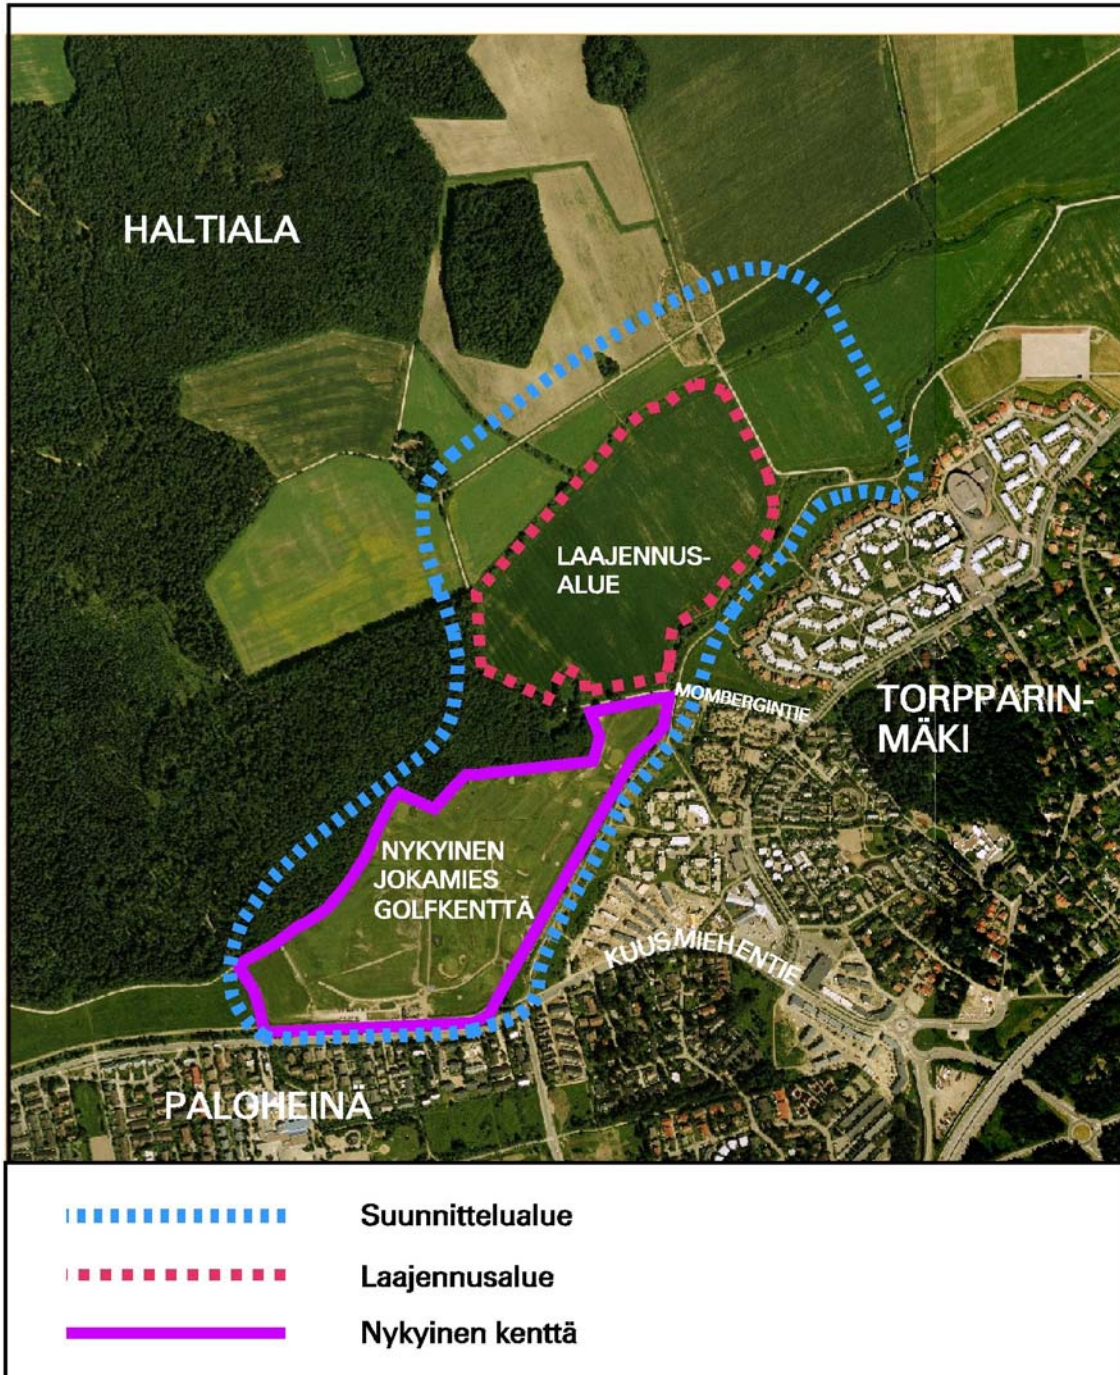 HALTIALA
LAAJENNUS-
ALUE
MOMBERGINTIE
TORPPARIN-
MÄKI
NYKYINEN
JOKAMIES
GOLFKENTTÄ
KUUSMIEHENTIE
PALOHEINÄ
Suunnittelualue
Laajennusalue
Nykyinen kenttä